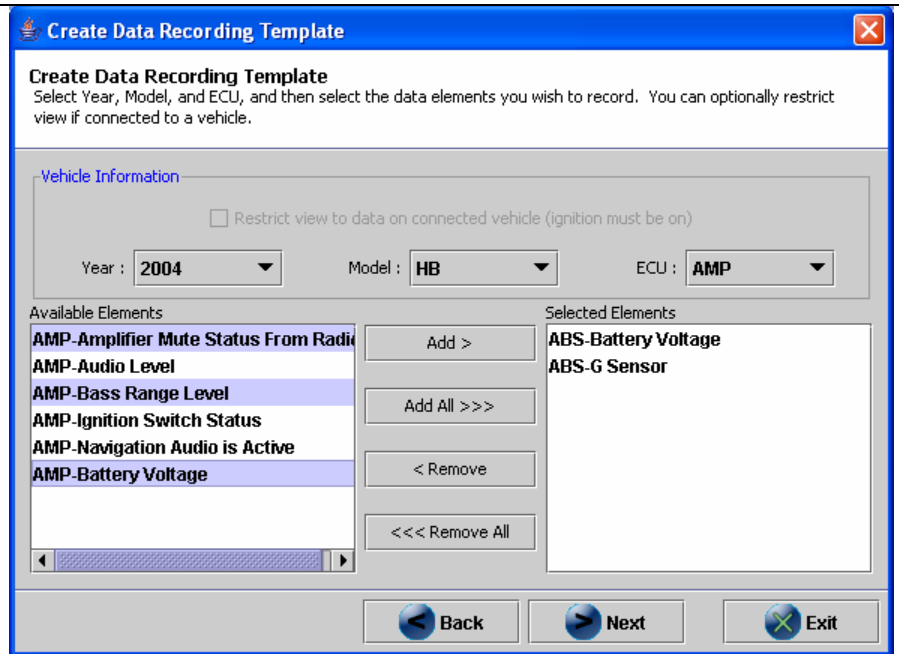 Create Data Recording Template
Create Data Recording Template
Select Year, Model, and ECU, and then select the data elements you wish to record. You can optionally restrict
view if connected to a vehicle.
Vehicle Information
Restrict view to data on connected vehicle (ignition must be on)
Year : 2004 Model : HB ECU : AMP
Available Elements Selected Elements
AMP-Amplifier Mute Status From Radi
AMP-Audio Level
AMP-Bass Range Level
AMP-Ignition Switch Status
AMP-Navigation Audio is Active
AMP-Battery Voltage
Add >
Add All >>>
< Remove
<<< Remove All
ABS-Battery Voltage
ABS-G Sensor
< Back > Next X Exit